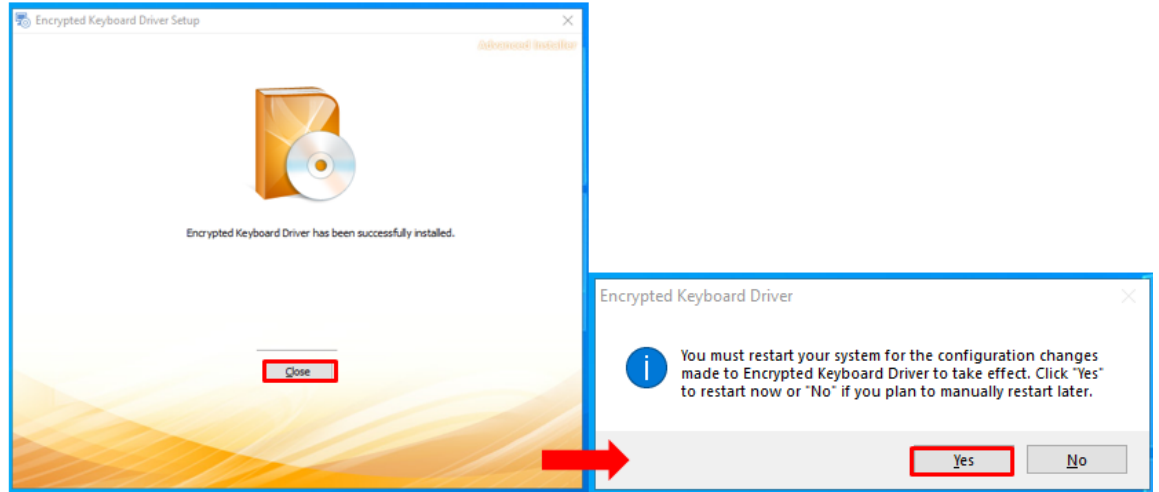 Encrypted Keyboard Driver Setup
Advanced Installer
Encrypted Keyboard Driver has been successfully installed.
Close
Encrypted Keyboard Driver
You must restart your system for the configuration changes
made to Encrypted Keyboard Driver to take effect. Click "Yes"
to restart now or "No" if you plan to manually restart later.
Yes
No